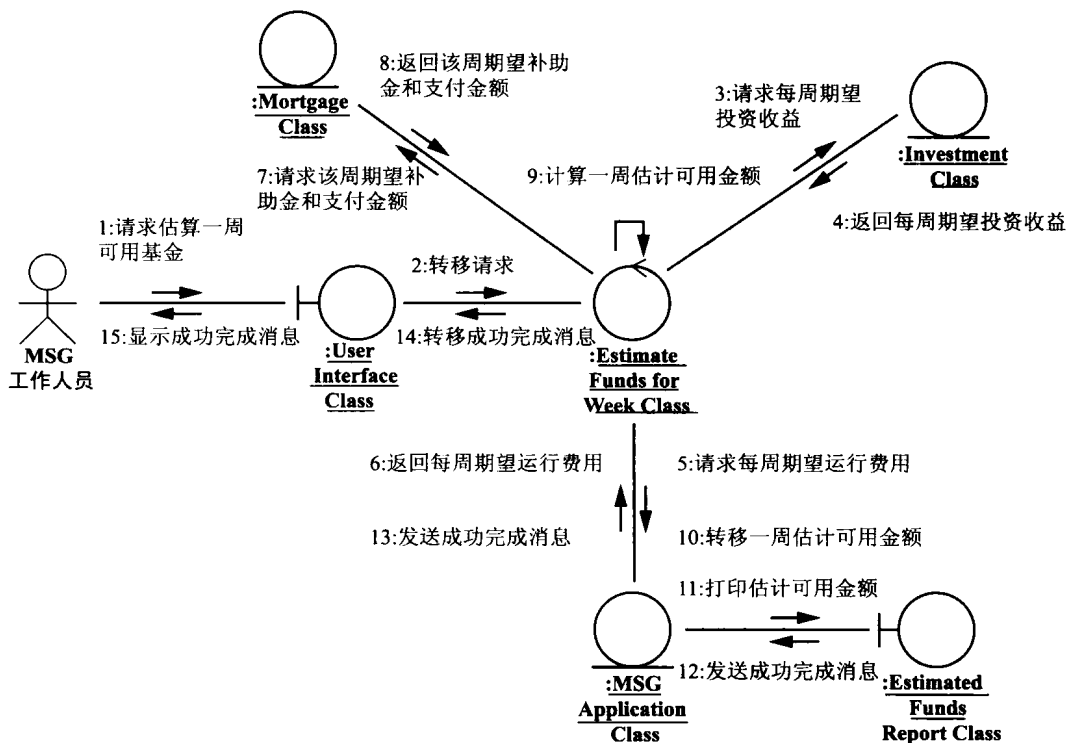 8:返回该周期望补助
金和支付金额
:Mortgage
Class
3:请求每周期望
投资收益
:Investment
Class
7:请求该周期望补
助金和支付金额
9:计算一周估计可用金额
4:返回每周期望投资收益
1:请求估算一周
可用基金
2:转移请求
15:显示成功完成消息
14:转移成功完成消息
MSG
工作人员
:User
Interface
Class
:Estimate
Funds for
Week Class
6:返回每周期望运行费用
5:请求每周期望运行费用
13:发送成功完成消息
10:转移一周估计可用金额
11:打印估计可用金额
12:发送成功完成消息
:MSG
Application
Class
:Estimated
Funds
Report Class